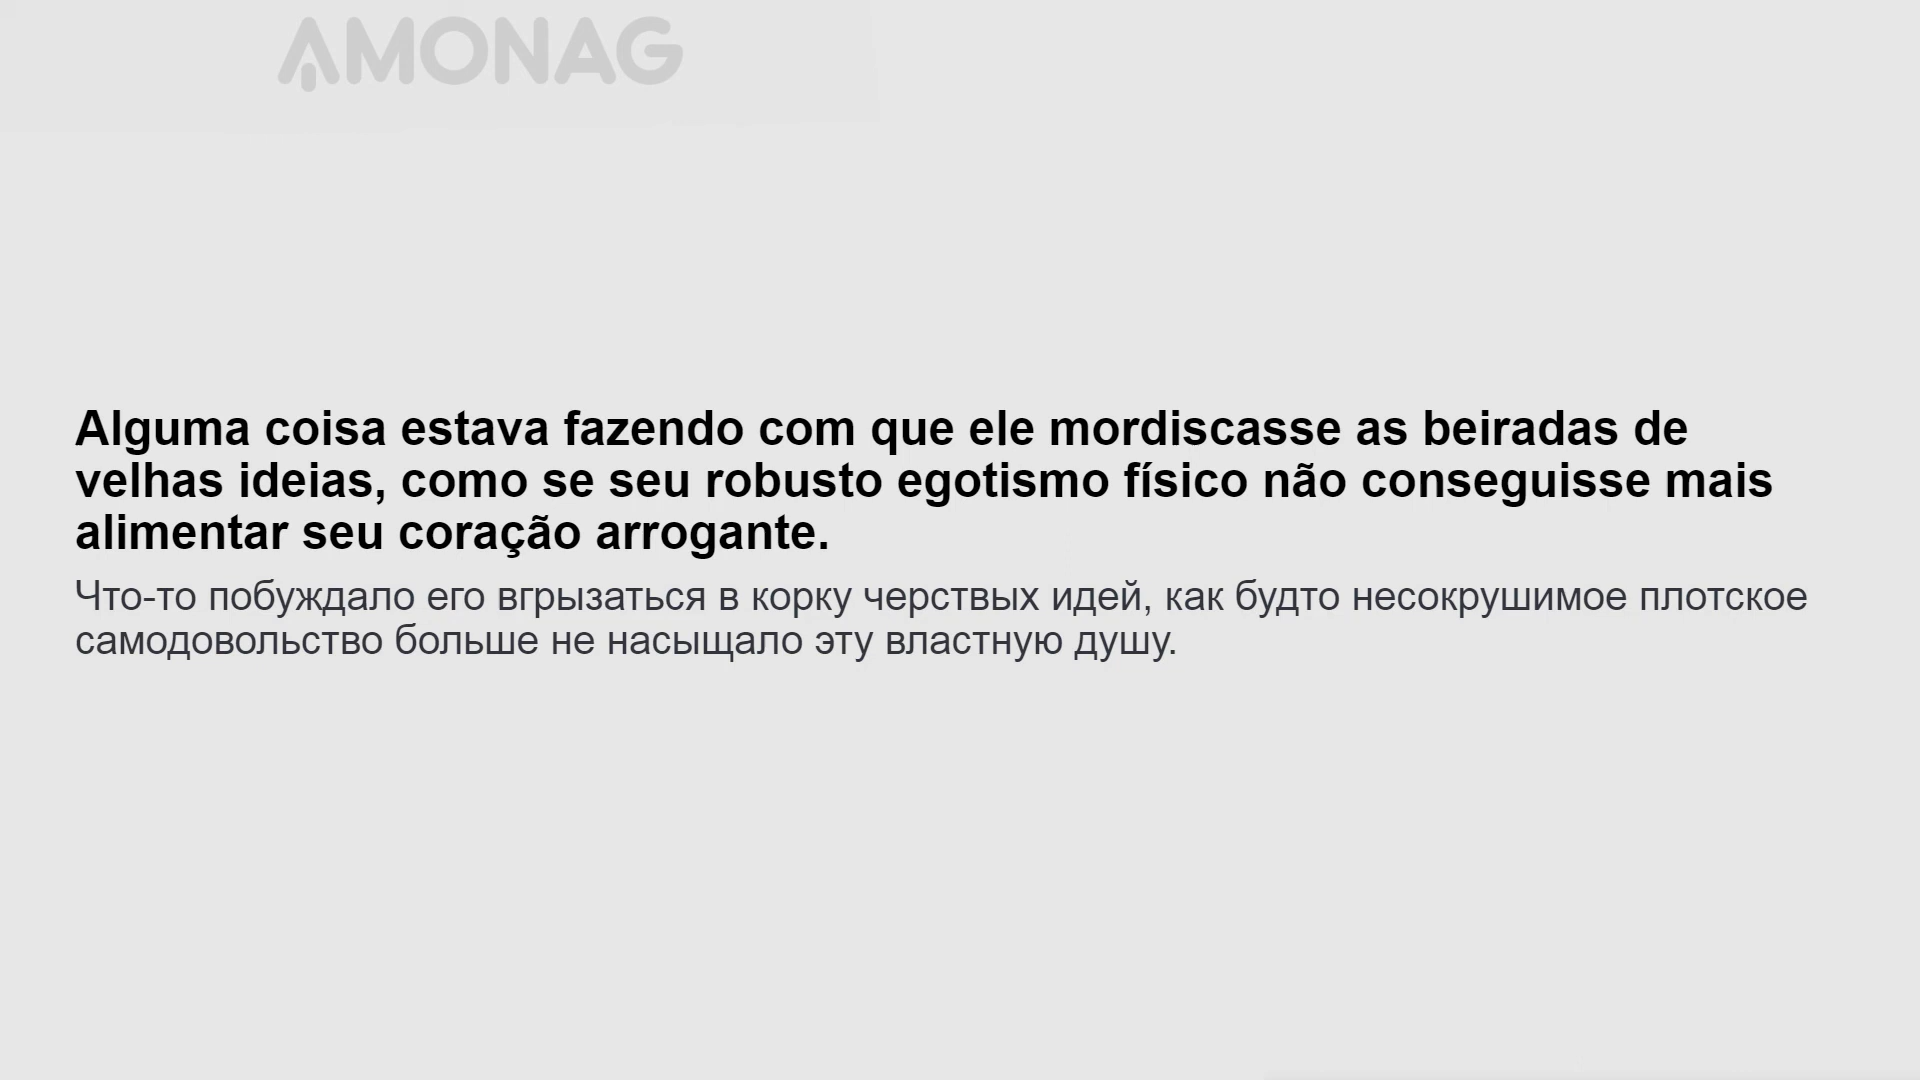 AMONAG
Alguma coisa estava fazendo com que ele mordiscasse as beiradas de
velhas ideias, como se seu robusto egotismo físico não conseguisse mais
alimentar seu coração arrogante.
Что-то побуждало его вгрызаться в корку черствых идей, как будто несокрушимое плотское
самодовольство больше не насыщало эту властную душу.